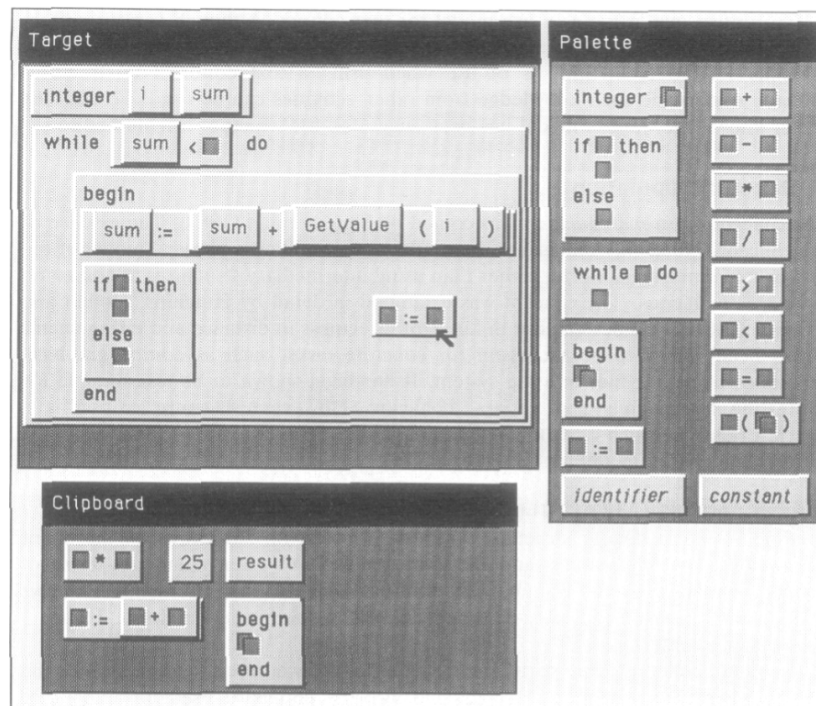 Target
integer i sum
while sum < do
begin
sum := sum + GetValue ( i )
if then
else
:=
end
Palette
integer
if then
else
while do
begin
end
:=
+
-
*
/
>
<
=
( )
identifier constant
Clipboard
* 25 result
:= +
begin
end